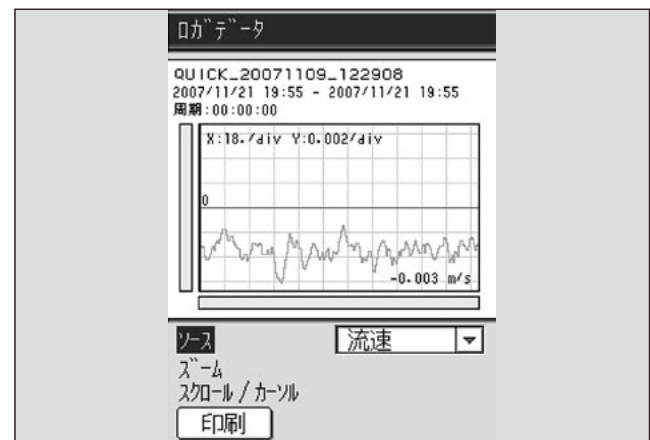 ﾛｶﾞﾃﾞｰﾀ
QUICK_20071109_122908
2007/11/21 19:55 - 2007/11/21 19:55
周期:00:00:00
X:18./div Y:0.002/div
0
-0.003 m/s
ｿｰｽ 流速
ｽﾞｰﾑ
ｽｸﾛｰﾙ / ｶｰｿﾙ
印刷